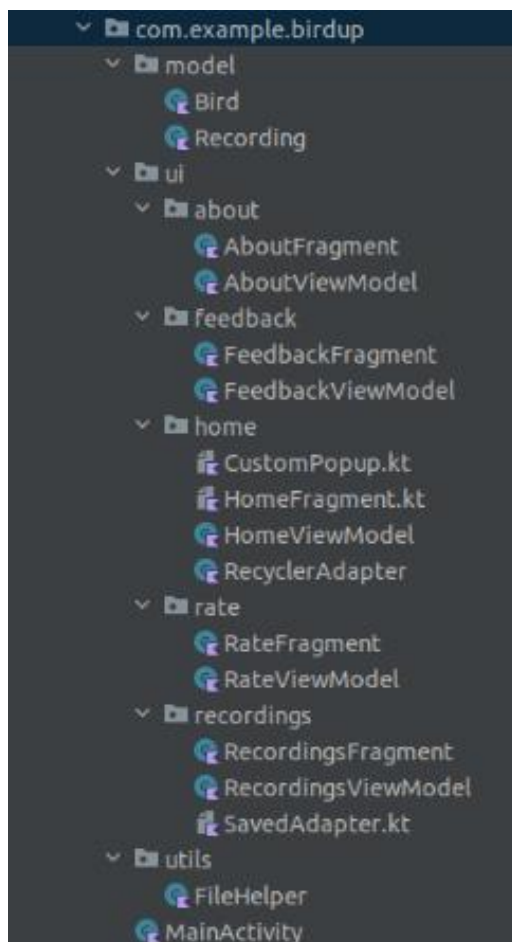 com.example.birdup
model
Bird
Recording
ui
about
AboutFragment
AboutViewModel
feedback
FeedbackFragment
FeedbackViewModel
home
CustomPopup.kt
HomeFragment.kt
HomeViewModel
RecyclerAdapter
rate
RateFragment
RateViewModel
recordings
RecordingsFragment
RecordingsViewModel
SavedAdapter.kt
utils
FileHelper
MainActivity